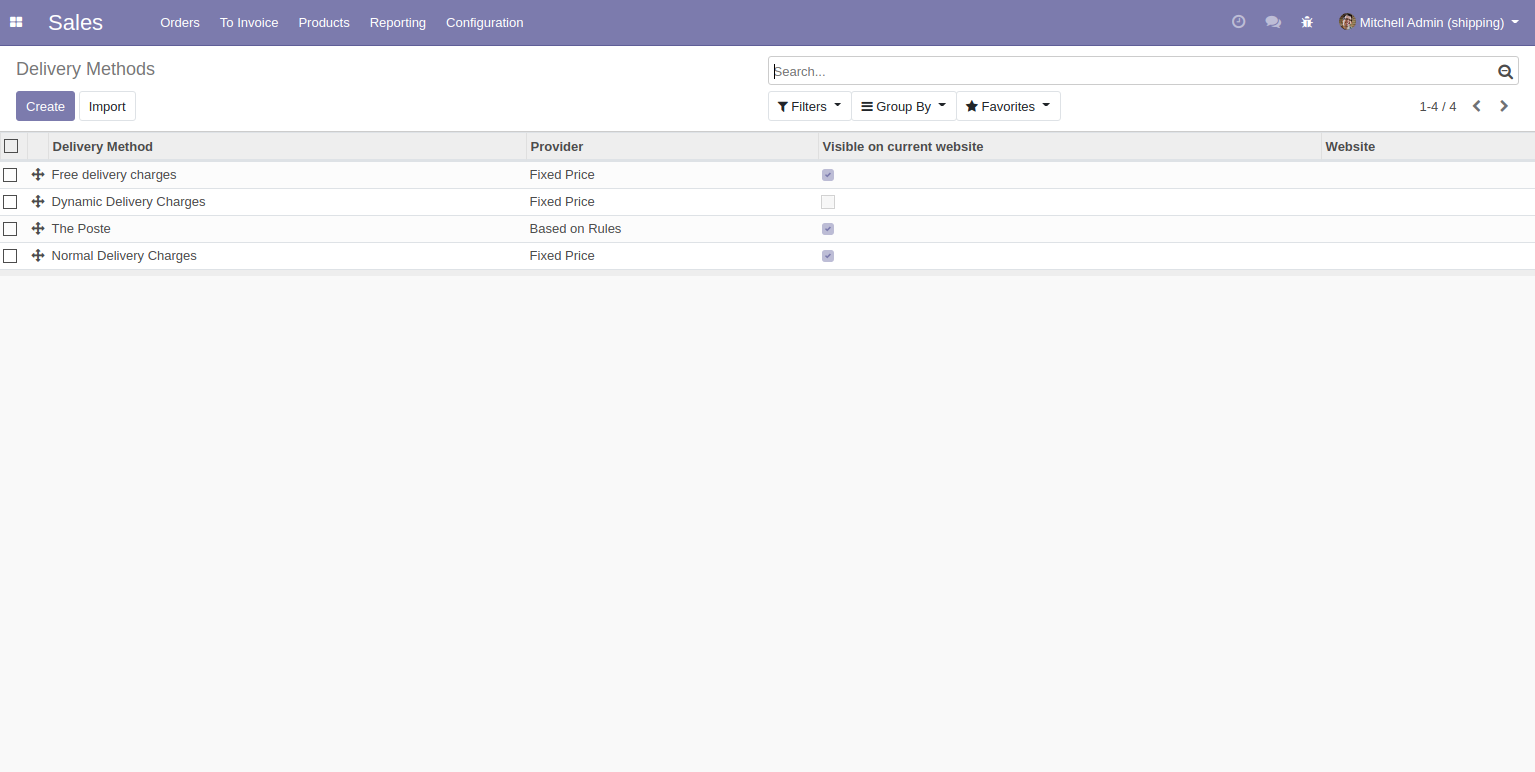 Sales Orders To Invoice Products Reporting Configuration Mitchell Admin (shipping)
Delivery Methods
Search...
Create Import Filters Group By Favorites 1-4 / 4
Delivery Method Provider Visible on current website Website
Free delivery charges Fixed Price
Dynamic Delivery Charges Fixed Price
The Poste Based on Rules
Normal Delivery Charges Fixed Price